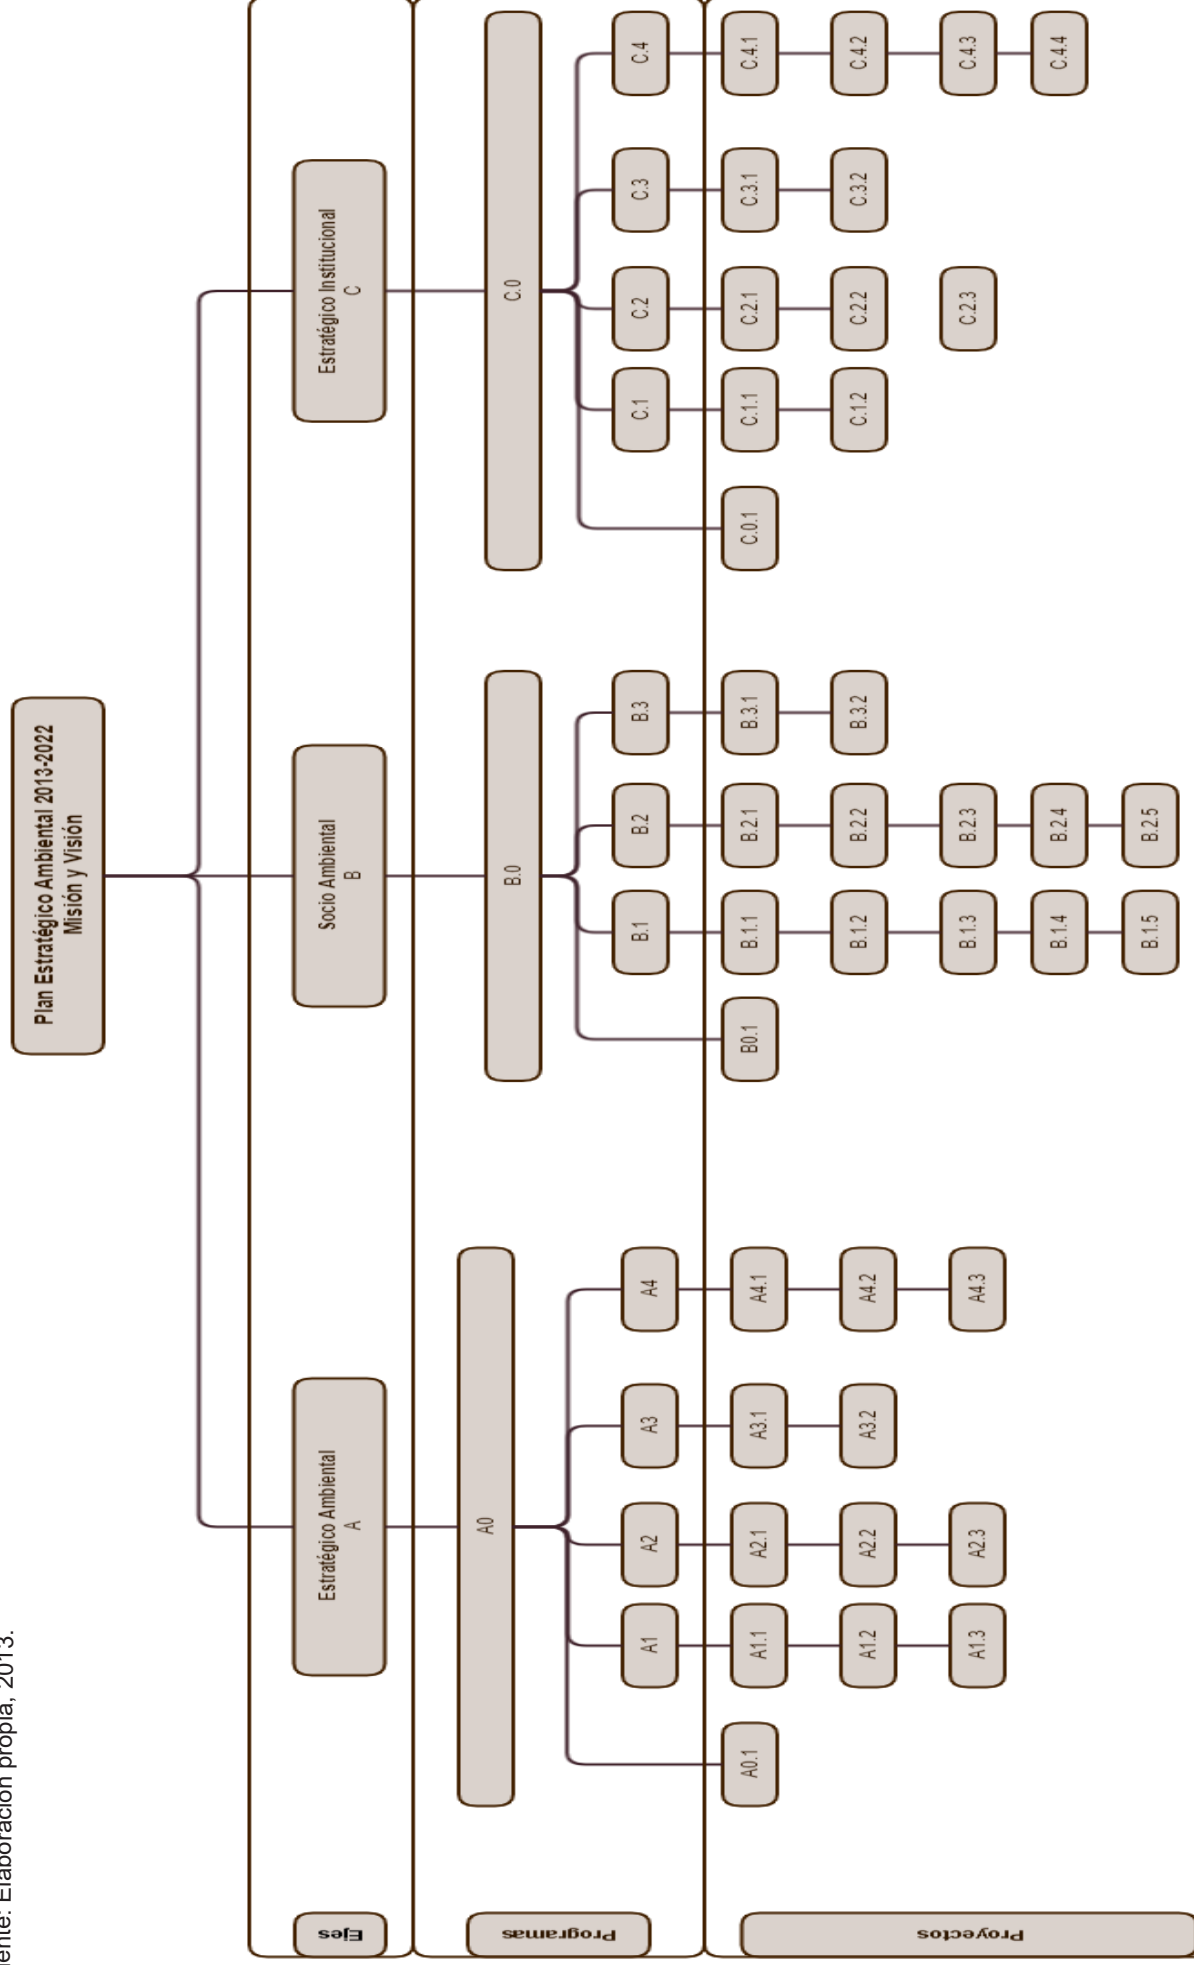 Plan Estratégico Ambiental 2013-2022
Misión y Visión
Ejes
Estratégico Ambiental
A
Socio Ambiental
B
Estratégico Institucional
C
Programas
A0
B.0
C.0
A1
A2
A3
A4
B.1
B.2
B.3
C.1
C.2
C.3
C.4
Proyectos
A0.1
A1.1
A2.1
A3.1
A4.1
B0.1
B.1.1
B.2.1
B.3.1
C.0.1
C.1.1
C.2.1
C.3.1
C.4.1
A1.2
A2.2
A3.2
A4.2
B.1.2
B.2.2
B.3.2
C.1.2
C.2.2
C.3.2
C.4.2
A1.3
A2.3
A4.3
B.1.3
B.2.3
C.2.3
C.4.3
B.1.4
B.2.4
C.4.4
B.1.5
B.2.5
Elaboración propia, 2013.